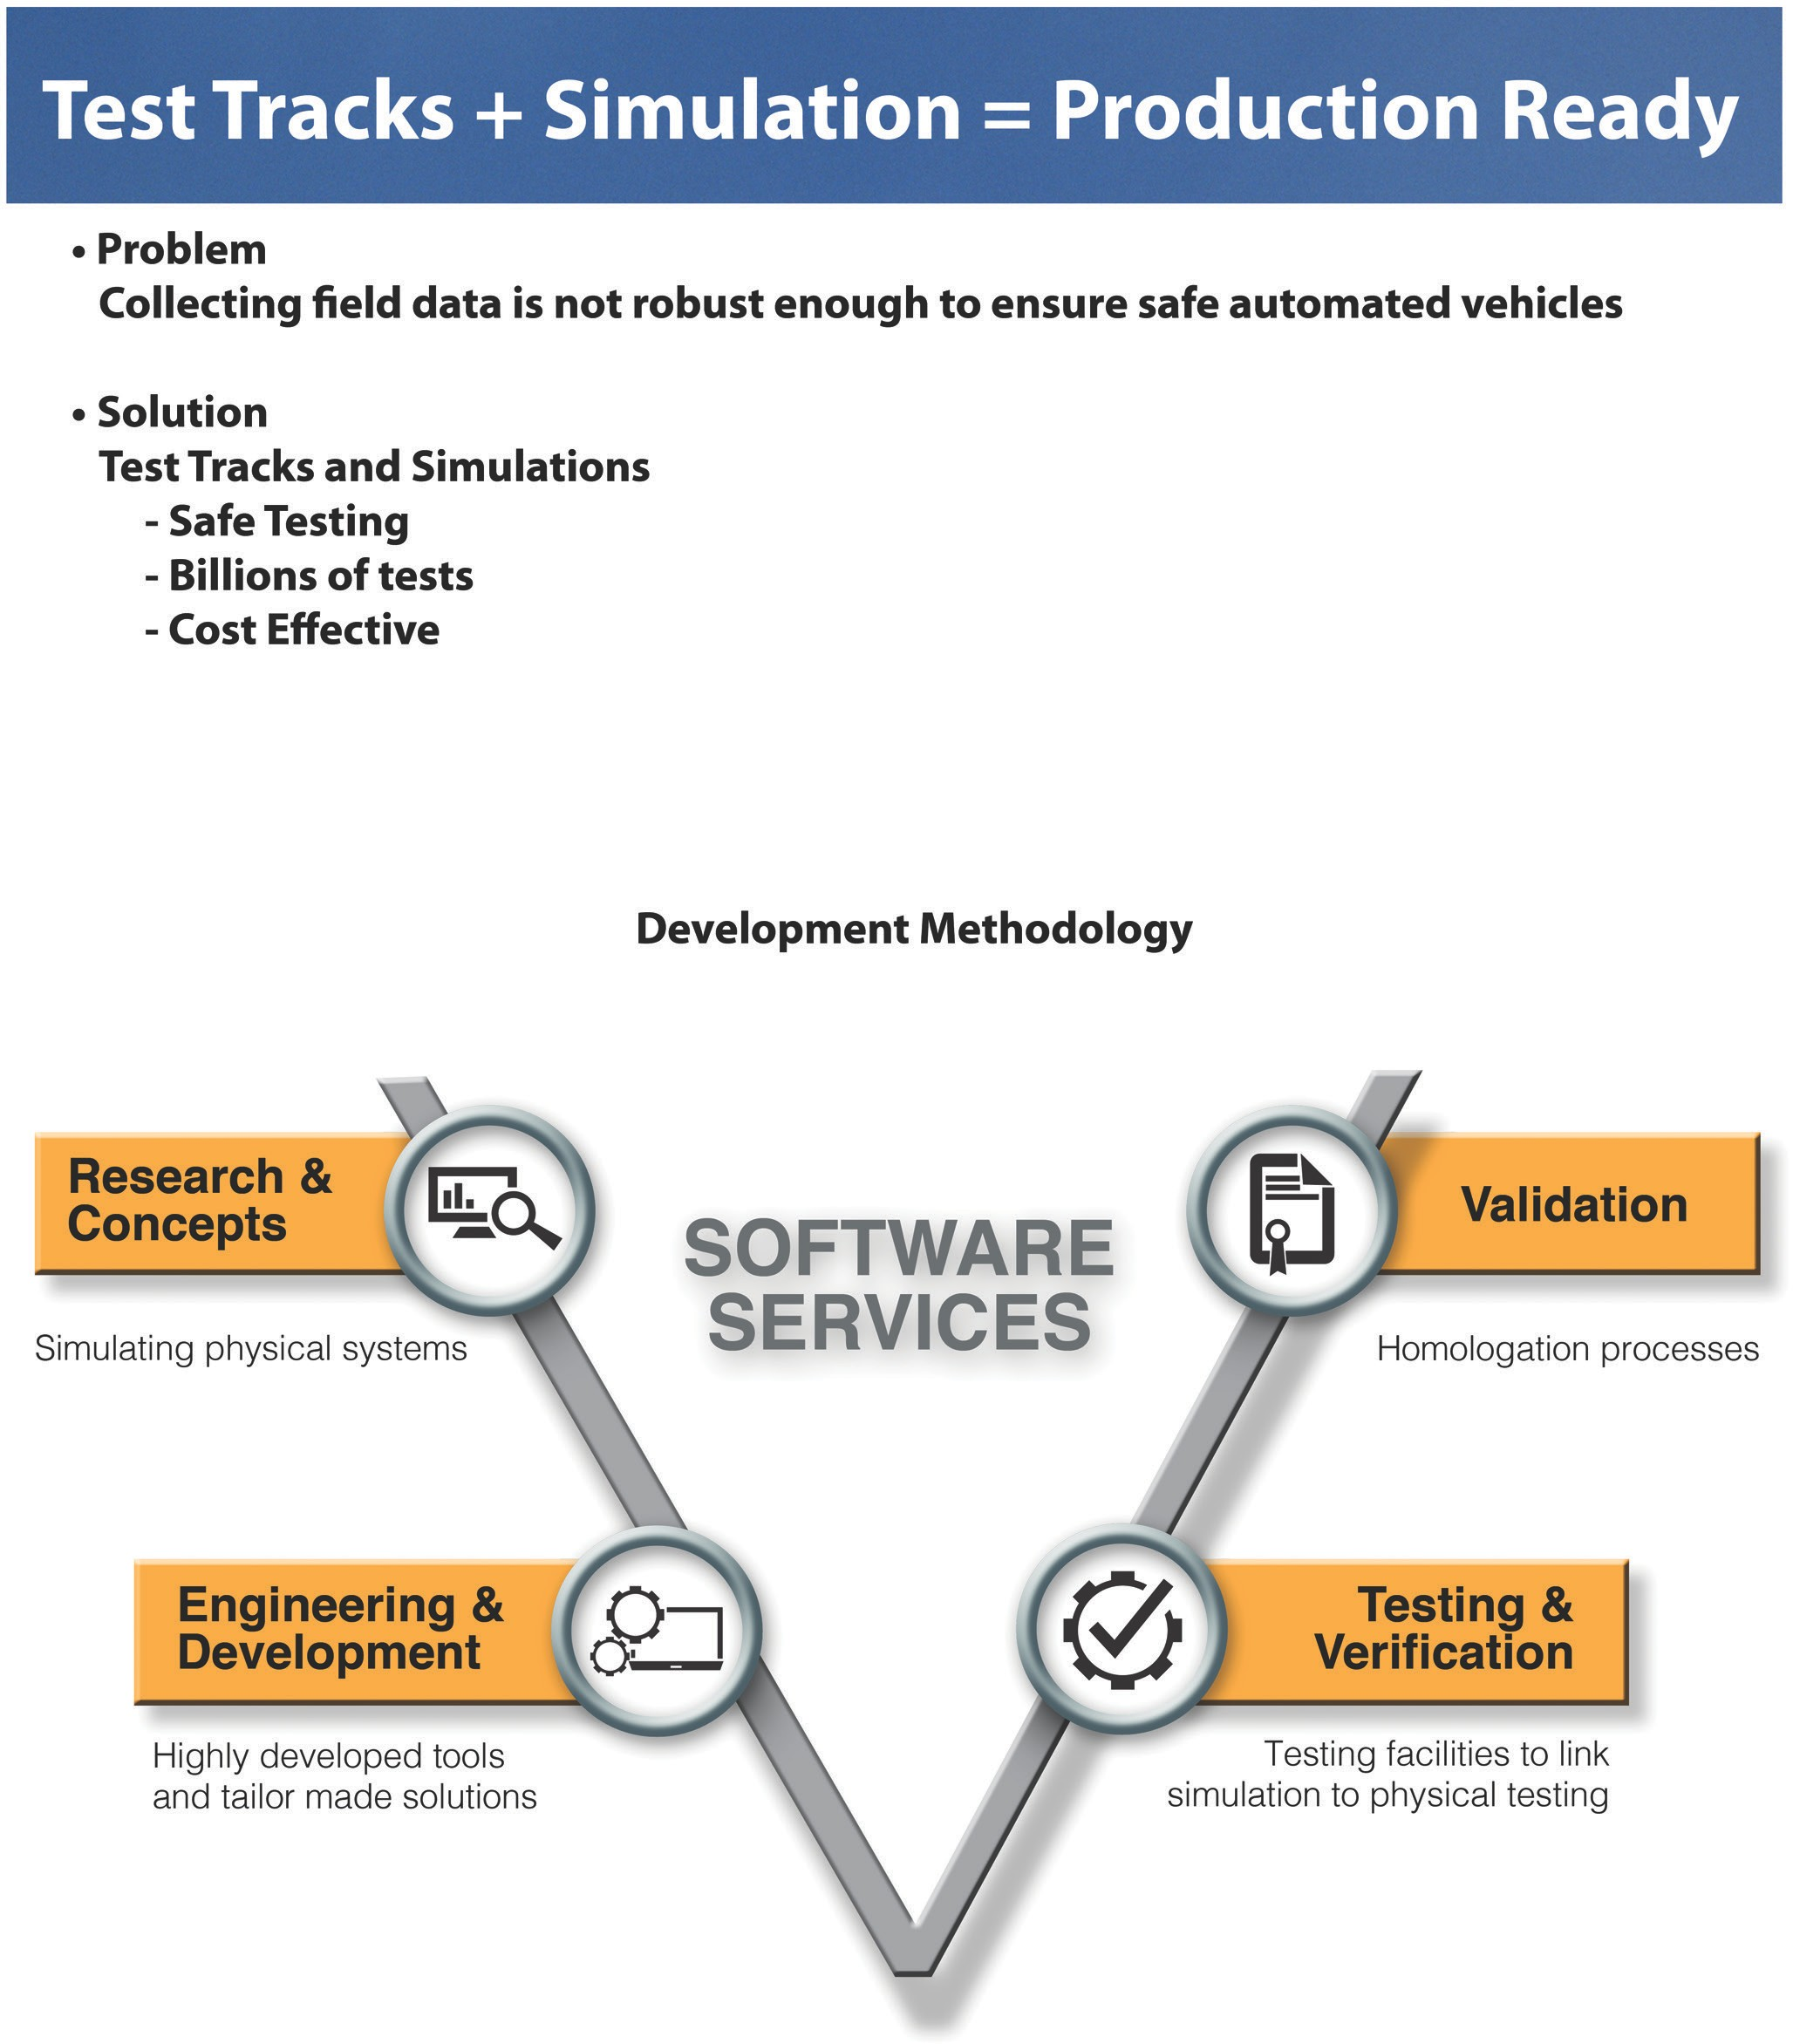 Test Tracks + Simulation = Production Ready
• Problem
Collecting field data is not robust enough to ensure safe automated vehicles
• Solution
Test Tracks and Simulations
- Safe Testing
- Billions of tests
- Cost Effective
Development Methodology
Research &
Concepts
Simulating physical systems
SOFTWARE
SERVICES
Validation
Homologation processes
Engineering &
Development
Highly developed tools
and tailor made solutions
Testing &
Verification
Testing facilities to link
simulation to physical testing